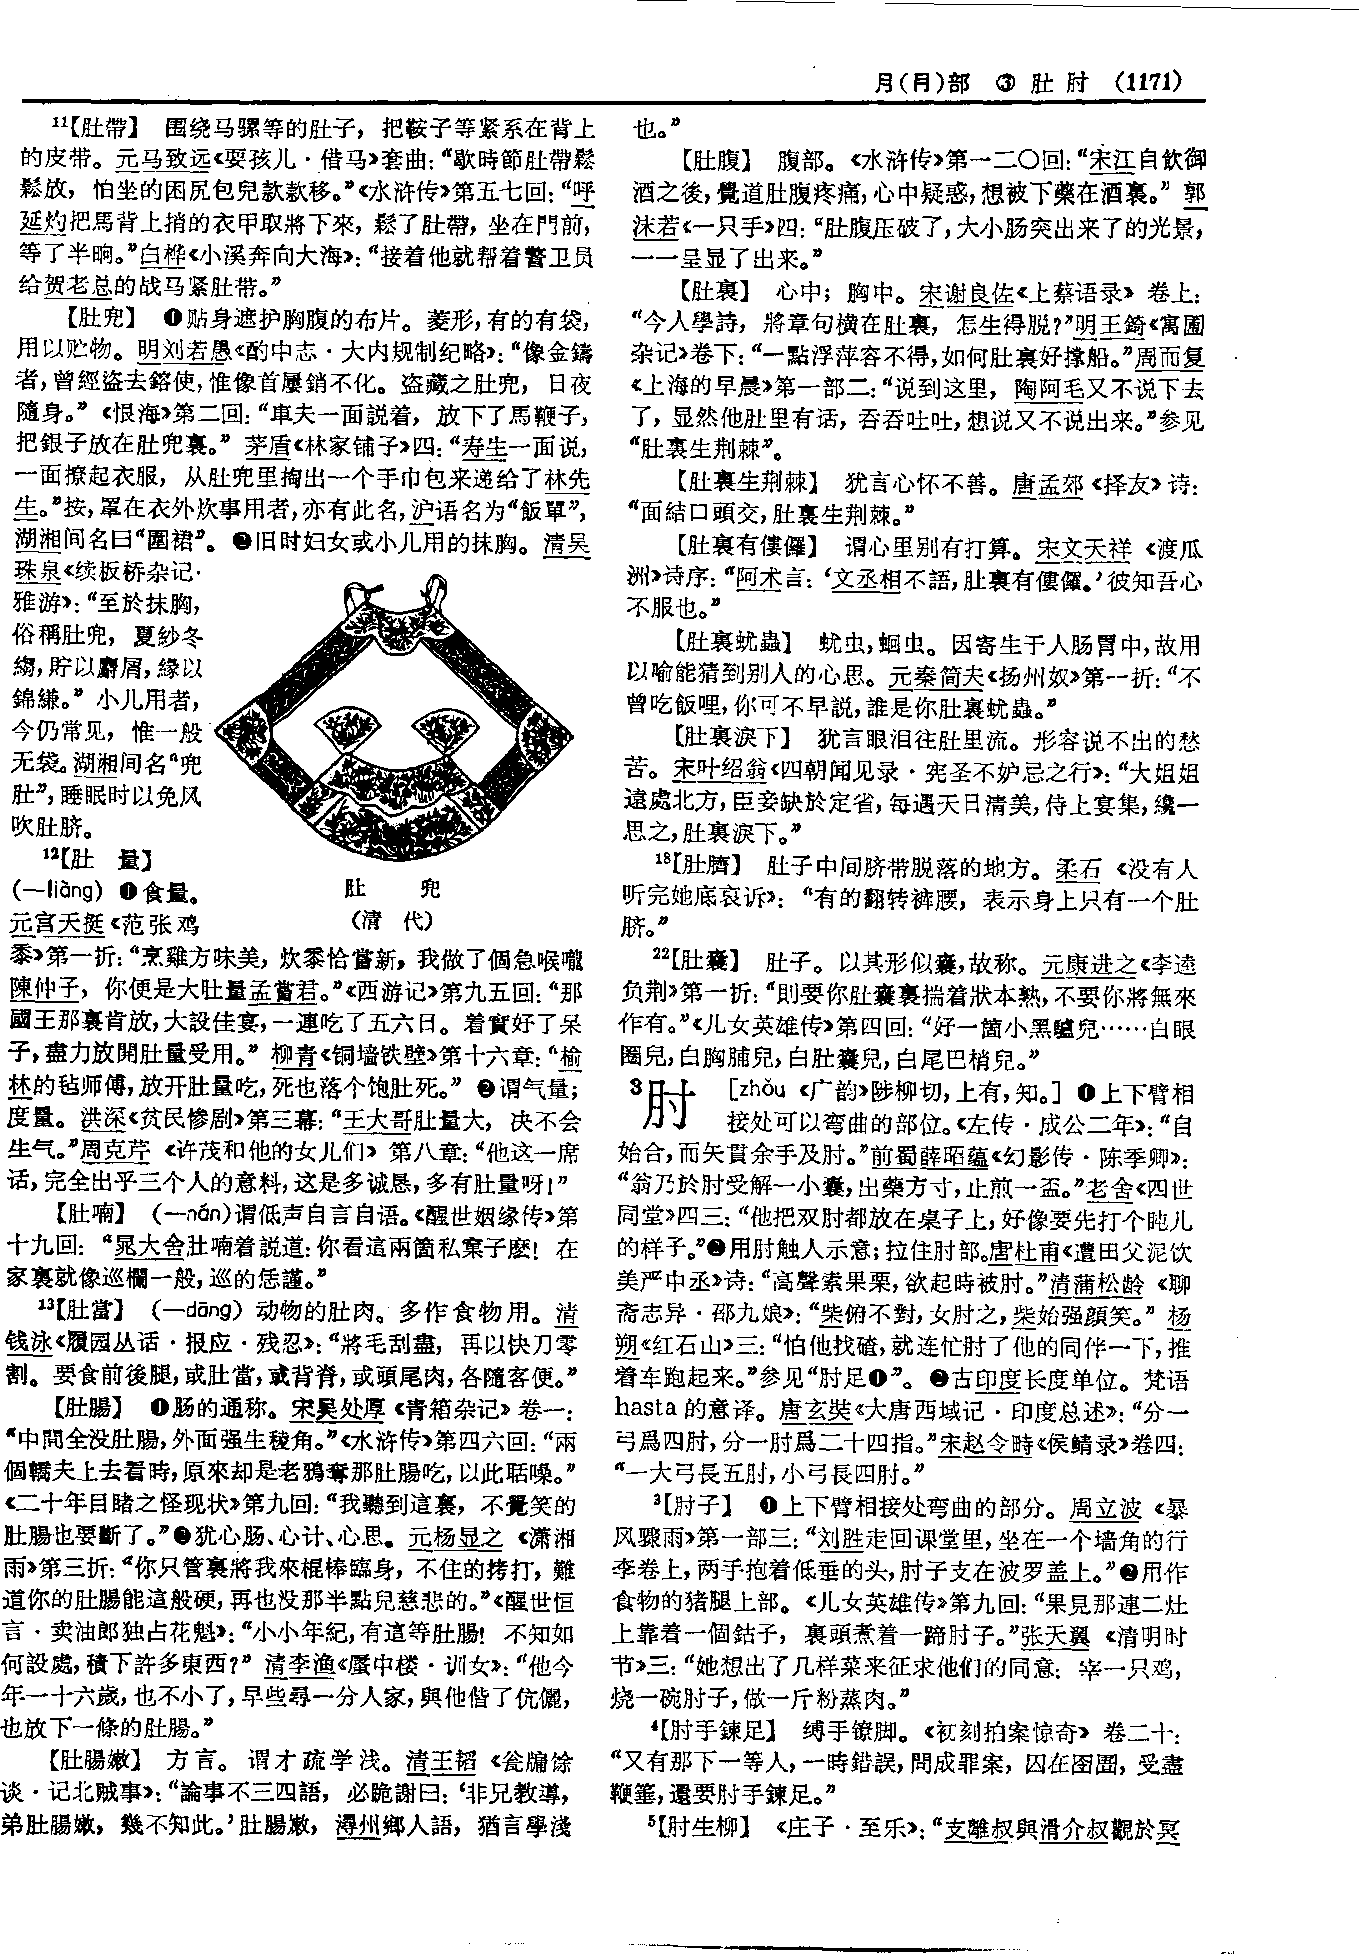 月(⺼)部 ③ 肚 肘 (1171)
¹¹【肚帶】 围绕马骡等的肚子，把鞍子等紧系在背上
的皮带。元马致远《耍孩儿·借马》套曲：“歇時節肚帶鬆
鬆放，怕坐的困尻包兒款款移。”《水浒传》第五七回：“呼
延灼把馬背上捎的衣甲取將下來，鬆了肚帶，坐在門前，
等了半晌。”白桦《小溪奔向大海》：“接着他就帮着警卫员
给贺老总的战马紧肚带。”
【肚兜】 ❶贴身遮护胸腹的布片。菱形，有的有袋，
用以贮物。明刘若愚《酌中志·大内规制纪略》：“像金鑄
者，曾經盜去鎔使，惟像首屢銷不化。盜藏之肚兜，日夜
隨身。”《恨海》第二回：“車夫一面說着，放下了馬鞭子，
把銀子放在肚兜裏。”茅盾《林家铺子》四：“寿生一面说，
一面撩起衣服，从肚兜里掏出一个手巾包来递给了林先
生。”按，罩在衣外炊事用者，亦有此名，沪语名为“飯單”，
湖湘间名曰“圍裙”。❷旧时妇女或小儿用的抹胸。清吴
珠泉《续板桥杂记·
雅游》：“至於抹胸，
俗稱肚兜，夏紗冬
縐，貯以麝屑，緣以
錦縑。”小儿用者，
今仍常见，惟一般
无袋。湖湘间名“兜
肚”，睡眠时以免风
吹肚脐。
肚 兜
(清 代)
¹²【肚 量】
(—liàng) ❶食量。
元宫天挺《范张鸡
黍》第一折：“烹雞方味美，炊黍恰嘗新，我做了個急喉嚨
陳仲子，你便是大肚量孟嘗君。”《西游记》第九五回：“那
國王那裏肯放，大設佳宴，一連吃了五六日。着實好了呆
子，盡力放開肚量受用。”柳青《铜墙铁壁》第十六章：“榆
林的毡师傅，放开肚量吃，死也落个饱肚死。”❷谓气量；
度量。洪深《贫民惨剧》第三幕：“王大哥肚量大，决不会
生气。”周克芹《许茂和他的女儿们》第八章：“他这一席
话，完全出乎三个人的意料，这是多诚恳，多有肚量呀！”
【肚喃】 (—nán)谓低声自言自语。《醒世姻缘传》第
十九回：“晁大舍肚喃着說道：你看這兩箇私窠子麽！在
家裏就像巡欄一般，巡的恁謹。”
¹³【肚當】 (—dāng) 动物的肚肉。多作食物用。清
钱泳《履园丛话·报应·残忍》：“將毛刮盡，再以快刀零
割。要食前後腿，或肚當，或背脊，或頭尾肉，各隨客便。”
【肚腸】 ❶肠的通称。宋吴处厚《青箱杂记》卷一：
“中間全没肚腸，外面强生稜角。”《水浒传》第四六回：“兩
個轎夫上去看時，原來却是老鴉奪那肚腸吃，以此聒噪。”
《二十年目睹之怪现状》第九回：“我聽到這裏，不覺笑的
肚腸也要斷了。”❷犹心肠、心计、心思。元杨显之《潇湘
雨》第三折：“你只管裏將我來棍棒臨身，不住的拷打，難
道你的肚腸能這般硬，再也没那半點兒慈悲的。”《醒世恒
言·卖油郎独占花魁》：“小小年紀，有這等肚腸！不知如
何設處，積下許多東西？”清李渔《蜃中楼·训女》：“他今
年一十六歲，也不小了，早些尋一分人家，與他偕了伉儷，
也放下一條的肚腸。”
【肚腸嫩】 方言。谓才疏学浅。清王韬《瓮牖馀
谈·记北贼事》：“論事不三四語，必跪謝曰：‘非兄教導，
弟肚腸嫩，幾不知此。’肚腸嫩，潯州鄉人語，猶言學淺
也。”
【肚腹】 腹部。《水浒传》第一二〇回：“宋江自飲御
酒之後，覺道肚腹疼痛，心中疑惑，想被下藥在酒裏。”郭
沫若《一只手》四：“肚腹压破了，大小肠突出来了的光景，
一一呈显了出来。”
【肚裏】 心中；胸中。宋谢良佐《上蔡语录》卷上：
“今人學詩，將章句横在肚裏，怎生得脱？”明王錡《寓圃
杂记》卷下：“一點浮萍容不得，如何肚裏好撑船。”周而复
《上海的早晨》第一部二：“说到这里，陶阿毛又不说下去
了，显然他肚里有话，吞吞吐吐，想说又不说出来。”参见
“肚裏生荆棘”。
【肚裏生荆棘】 犹言心怀不善。唐孟郊《择友》诗：
“面結口頭交，肚裏生荆棘。”
【肚裏有僂儸】 谓心里别有打算。宋文天祥《渡瓜
洲》诗序：“阿朮言：‘文丞相不語，肚裏有僂儸。’彼知吾心
不服也。”
【肚裏蚘蟲】 蚘虫，蛔虫。因寄生于人肠胃中，故用
以喻能猜到别人的心思。元秦简夫《扬州奴》第一折：“不
曾吃飯哩，你可不早説，誰是你肚裏蚘蟲。”
【肚裏淚下】 犹言眼泪往肚里流。形容说不出的愁
苦。宋叶绍翁《四朝闻见录·宪圣不妒忌之行》：“大姐姐
遠處北方，臣妾缺於定省，每遇天日清美，侍上宴集，纔一
思之，肚裏淚下。”
¹⁸【肚臍】 肚子中间脐带脱落的地方。柔石《没有人
听完她底哀诉》：“有的翻转裤腰，表示身上只有一个肚
脐。”
²²【肚囊】 肚子。以其形似囊，故称。元康进之《李逵
负荆》第一折：“則要你肚囊裏揣着狀本熟，不要你將無來
作有。”《儿女英雄传》第四回：“好一箇小黑驢兒……白眼
圈兒，白胸脯兒，白肚囊兒，白尾巴梢兒。”
³肘 [zhǒu 《广韵》陟柳切，上有，知。] ❶上下臂相
接处可以弯曲的部位。《左传·成公二年》：“自
始合，而矢貫余手及肘。”前蜀薛昭蕴《幻影传·陈季卿》：
“翁乃於肘受解一小囊，出藥方寸，止煎一盃。”老舍《四世
同堂》四三：“他把双肘都放在桌子上，好像要先打个盹儿
的样子。”❷用肘触人示意；拉住肘部。唐杜甫《遭田父泥饮
美严中丞》诗：“高聲索果栗，欲起時被肘。”清蒲松龄《聊
斋志异·邵九娘》：“柴俯不對，女肘之，柴始强顔笑。”杨
朔《红石山》三：“怕他找碴，就连忙肘了他的同伴一下，推
着车跑起来。”参见“肘足❶”。❸古印度长度单位。梵语
hasta 的意译。唐玄奘《大唐西域记·印度总述》：“分一
弓爲四肘，分一肘爲二十四指。”宋赵令畤《侯鲭录》卷四：
“一大弓長五肘，小弓長四肘。”
³【肘子】 ❶上下臂相接处弯曲的部分。周立波《暴
风骤雨》第一部三：“刘胜走回课堂里，坐在一个墙角的行
李卷上，两手抱着低垂的头，肘子支在波罗盖上。”❷用作
食物的猪腿上部。《儿女英雄传》第九回：“果見那連二灶
上靠着一個鈷子，裏頭煮着一蹄肘子。”张天翼《清明时
节》三：“她想出了几样菜来征求他们的同意：宰一只鸡，
烧一碗肘子，做一斤粉蒸肉。”
⁴【肘手鍊足】 缚手镣脚。《初刻拍案惊奇》卷二十：
“又有那下一等人，一時錯誤，問成罪案，囚在囹圄，受盡
鞭箠，還要肘手鍊足。”
⁵【肘生柳】 《庄子·至乐》：“支離叔與滑介叔觀於冥